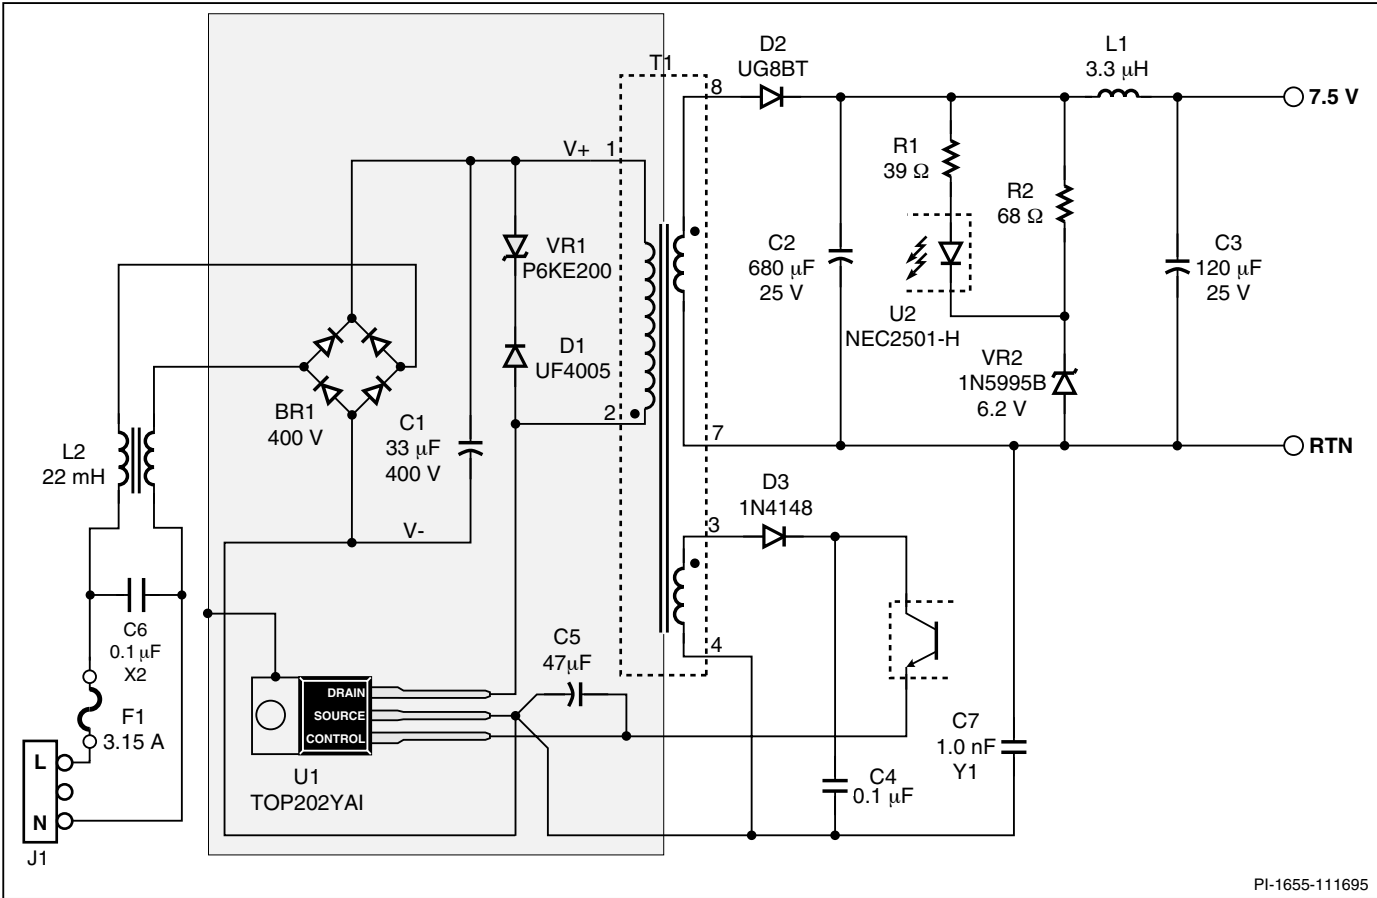 D2
UG8BT
L1
3.3 µH
T1
8
7.5 V
V+
1
R1
39 Ω
R2
68 Ω
VR1
P6KE200
C2
680 µF
25 V
C3
120 µF
25 V
U2
NEC2501-H
D1
UF4005
VR2
1N5995B
6.2 V
BR1
400 V
2
C1
33 µF
400 V
7
RTN
L2
22 mH
D3
1N4148
V-
3
C6
0.1 µF
X2
C5
47µF
4
DRAIN
SOURCE
CONTROL
F1
3.15 A
C7
1.0 nF
Y1
L
N
J1
U1
TOP202YAI
C4
0.1 µF
PI-1655-111695